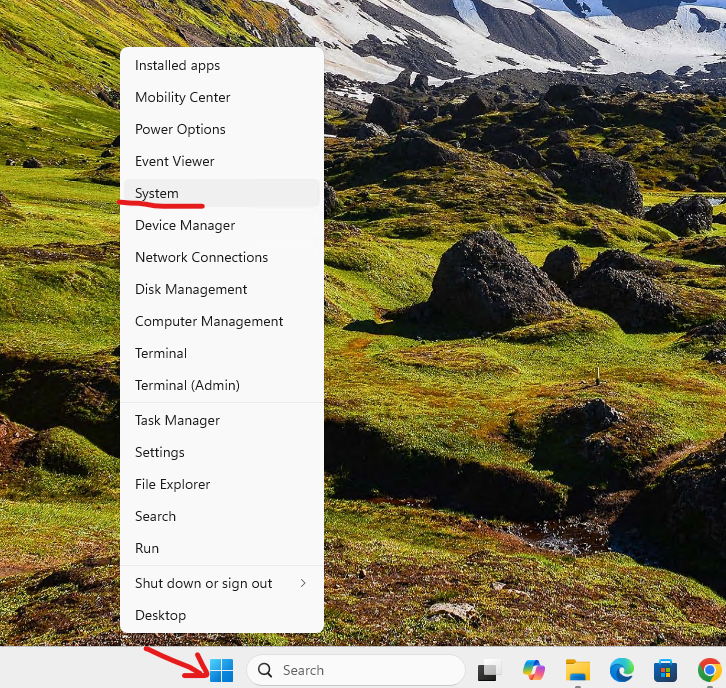 Installed apps
Mobility Center
Power Options
Event Viewer
System
Device Manager
Network Connections
Disk Management
Computer Management
Terminal
Terminal (Admin)
Task Manager
Settings
File Explorer
Search
Run
Shut down or sign out
Desktop
Search